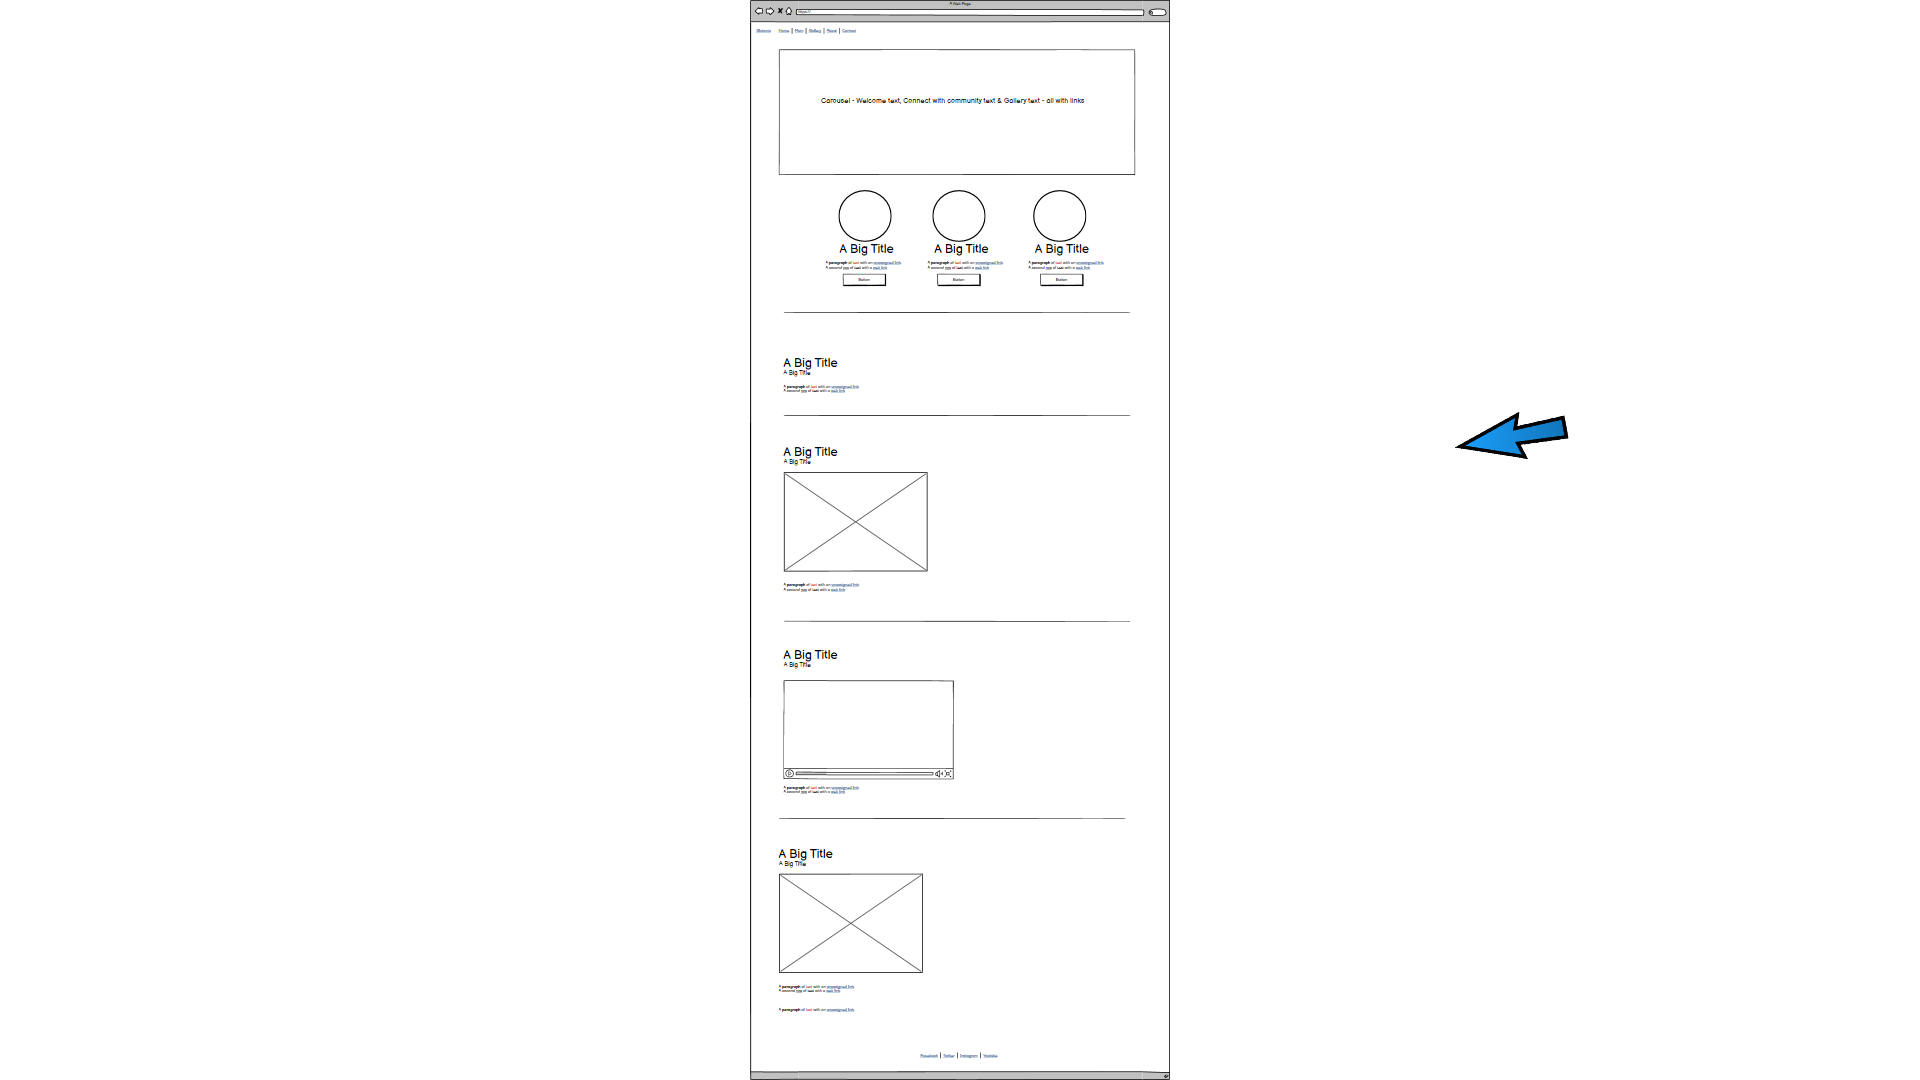 A Web Page
https://
Home | Main | Gallery | About | Contact
Carousel - Welcome text, Connect with community text & Gallery text - all with links
A Big Title A Big Title A Big Title
A paragraph of text with an unassigned link A paragraph of text with an unassigned link A paragraph of text with an unassigned link
A second row of text with a web link A second row of text with a web link A second row of text with a web link
Button Button Button
A Big Title
A Big Title
A paragraph of text with an unassigned link
A second row of text with a web link
A Big Title
A Big Title
A paragraph of text with an unassigned link
A second row of text with a web link
A Big Title
A Big Title
A paragraph of text with an unassigned link
A second row of text with a web link
A Big Title
A Big Title
A paragraph of text with an unassigned link
A second row of text with a web link
A paragraph of text with an unassigned link
Facebook | Twitter | Instagram | Youtube